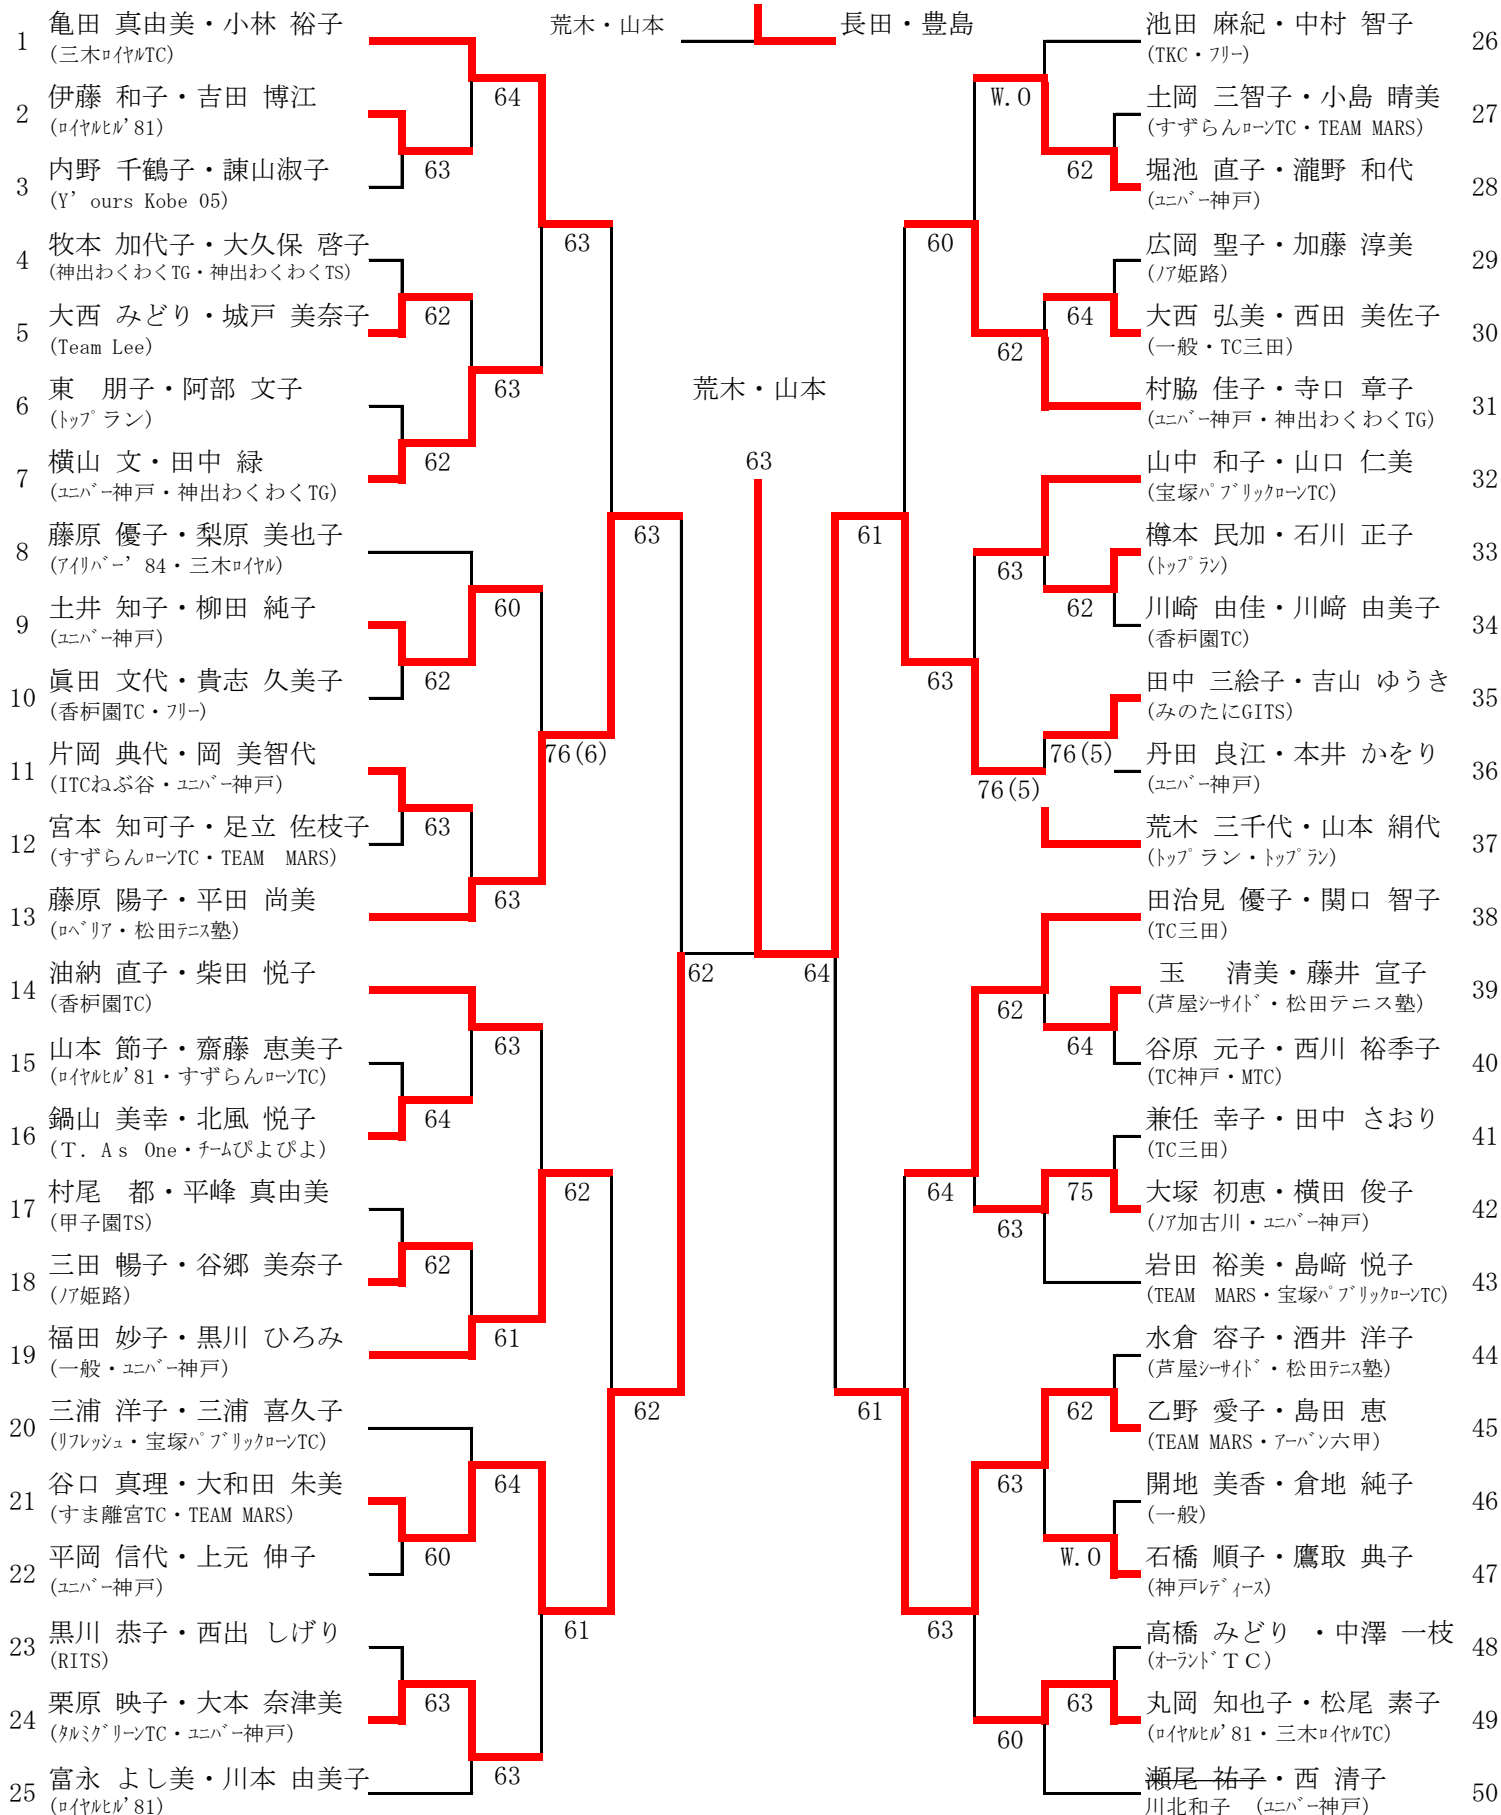 荒木・山本
長田・豊島
1
亀田 真由美・小林 裕子
(三木ロイヤルTC)
2
伊藤 和子・吉田 博江
(ロイヤルヒル'81)
3
内野 千鶴子・諌山淑子
(Y'ours Kobe 05)
4
牧本 加代子・大久保 啓子
(神出わくわくTG・神出わくわくTS)
5
大西 みどり・城戸 美奈子
(Team Lee)
6
東 朋子・阿部 文子
(トップラン)
7
横山 文・田中 緑
(ユニバー神戸・神出わくわくTG)
8
藤原 優子・梨原 美也子
(アイリバー'84・三木ロイヤル)
9
土井 知子・柳田 純子
(ユニバー神戸)
10
眞田 文代・貴志 久美子
(香枦園TC・フリー)
11
片岡 典代・岡 美智代
(ITCねぶ谷・ユニバー神戸)
12
宮本 知可子・足立 佐枝子
(すずらんローンTC・TEAM MARS)
13
藤原 陽子・平田 尚美
(ロペリア・松田テニス塾)
14
油納 直子・柴田 悦子
(香枦園TC)
15
山本 節子・齋藤 恵美子
(ロイヤルヒル'81・すずらんローンTC)
16
鍋山 美幸・北風 悦子
(T. As One・チームぴよぴよ)
17
村尾 都・平峰 真由美
(甲子園TS)
18
三田 暢子・谷郷 美奈子
(ノア姫路)
19
福田 妙子・黒川 ひろみ
(一般・ユニバー神戸)
20
三浦 洋子・三浦 喜久子
(リフレッシュ・宝塚パブリックローンTC)
21
谷口 真理・大和田 朱美
(すま離宮TC・TEAM MARS)
22
平岡 信代・上元 伸子
(ユニバー神戸)
23
黒川 恭子・西出 しげり
(RITS)
24
栗原 映子・大本 奈津美
(タルミグリーンTC・ユニバー神戸)
25
富永 よし美・川本 由美子
(ロイヤルヒル'81)
64
63
62
62
60
62
63
63
63
64
62
61
60
64
63
63
63
63
76(6)
62
61
63
62
62
荒木・山本
63
64
61
61
60
63
64
63
W.O
62
63
76(5)
62
63
63
60
62
64
62
76(5)
64
75
62
W.O
63
池田 麻紀・中村 智子
(TKC・フリー)
26
土岡 三智子・小島 晴美
(すずらんローンTC・TEAM MARS)
27
堀池 直子・瀧野 和代
(ユニバー神戸)
28
広岡 聖子・加藤 淳美
(ノア姫路)
29
大西 弘美・西田 美佐子
(一般・TC三田)
30
村脇 佳子・寺口 章子
(ユニバー神戸・神出わくわくTG)
31
山中 和子・山口 仁美
(宝塚パブリックローンTC)
32
樽本 民加・石川 正子
(トップラン)
33
川崎 由佳・川﨑 由美子
(香枦園TC)
34
田中 三絵子・吉山 ゆうき
(みのたにGITS)
35
丹田 良江・本井 かをり
(ユニバー神戸)
36
荒木 三千代・山本 絹代
(トップラン・トップラン)
37
田治見 優子・関口 智子
(TC三田)
38
玉 清美・藤井 宣子
(芦屋シーサイド・松田テニス塾)
39
谷原 元子・西川 裕季子
(TC神戸・MTC)
40
兼任 幸子・田中 さおり
(TC三田)
41
大塚 初恵・横田 俊子
(ノア加古川・ユニバー神戸)
42
岩田 裕美・島﨑 悦子
(TEAM MARS・宝塚パブリックローンTC)
43
水倉 容子・酒井 洋子
(芦屋シーサイド・松田テニス塾)
44
乙野 愛子・島田 恵
(TEAM MARS・アーバン六甲)
45
開地 美香・倉地 純子
(一般)
46
石橋 順子・鷹取 典子
(神戸レディース)
47
高橋 みどり ・中澤 一枝
(オーランドTC)
48
丸岡 知也子・松尾 素子
(ロイヤルヒル'81・三木ロイヤルTC)
49
瀬尾 祐子・西 清子
川北和子 (ユニバー神戸)
50